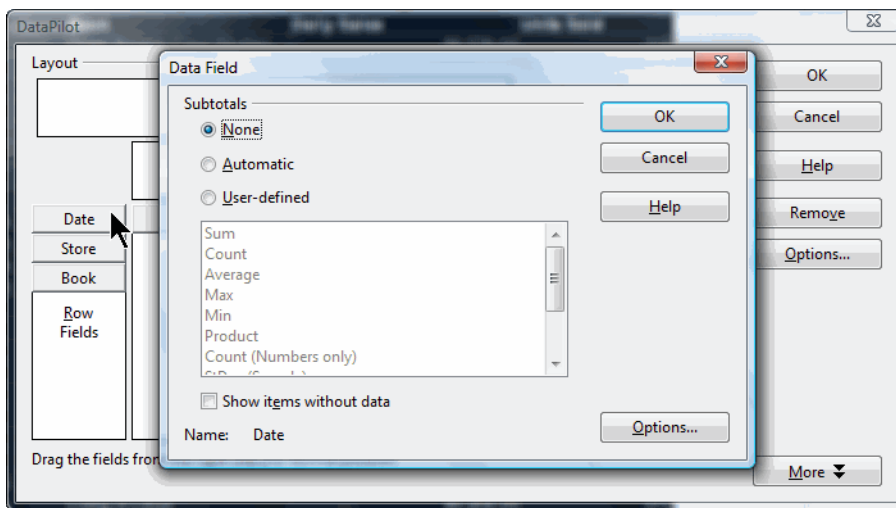 DataPilot
Layout
Date
Store
Book
Row
Fields
Drag the fields
OK
Cancel
Help
Remove
Options...
More
Data Field
Subtotals
None
Automatic
User-defined
Sum
Count
Average
Max
Min
Product
Count (Numbers only)
Show items without data
Name: Date
OK
Cancel
Help
Options...